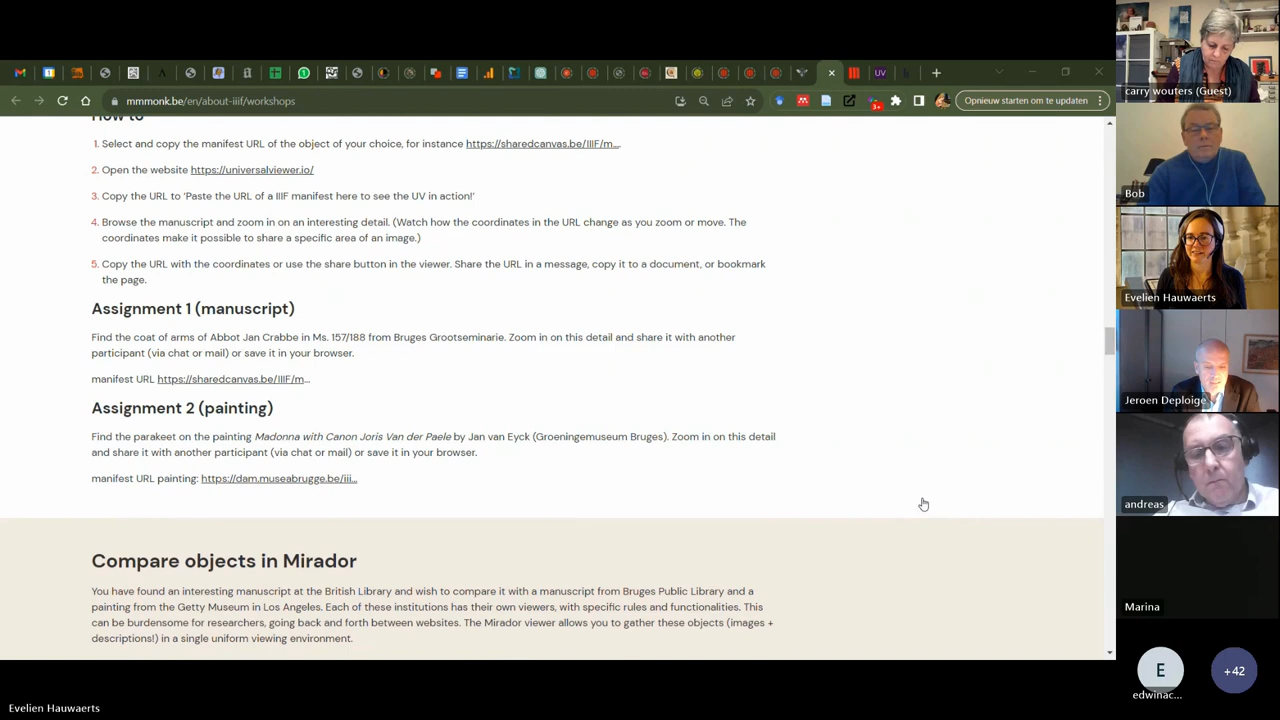 carry wouters (Guest)
UV
3+
mmmonk.be/en/about-iiif/workshops
Opnieuw starten om te updaten
How to
1. Select and copy the manifest URL of the object of your choice, for instance https://sharedcanvas.be/IIIF/m...
2. Open the website https://universalviewer.io/
3. Copy the URL to ‘Paste the URL of a IIIF manifest here to see the UV in action!’
4. Browse the manuscript and zoom in on an interesting detail. (Watch how the coordinates in the URL change as you zoom or move. The
coordinates make it possible to share a specific area of an image.)
5. Copy the URL with the coordinates or use the share button in the viewer. Share the URL in a message, copy it to a document, or bookmark
the page.
Assignment 1 (manuscript)
Find the coat of arms of Abbot Jan Crabbe in Ms. 157/188 from Bruges Grootseminarie. Zoom in on this detail and share it with another
participant (via chat or mail) or save it in your browser.
manifest URL https://sharedcanvas.be/IIIF/m...
Assignment 2 (painting)
Find the parakeet on the painting Madonna with Canon Joris Van der Paele by Jan van Eyck (Groeningemuseum Bruges). Zoom in on this detail
and share it with another participant (via chat or mail) or save it in your browser.
manifest URL painting: https://dam.museabrugge.be/iii...
Compare objects in Mirador
You have found an interesting manuscript at the British Library and wish to compare it with a manuscript from Bruges Public Library and a
painting from the Getty Museum in Los Angeles. Each of these institutions has their own viewers, with specific rules and functionalities. This
can be burdensome for researchers, going back and forth between websites. The Mirador viewer allows you to gather these objects (images +
descriptions!) in a single uniform viewing environment.
Bob
Evelien Hauwaerts
Jeroen Deploige
andreas
Marina
E
edwinac...
+42
Evelien Hauwaerts